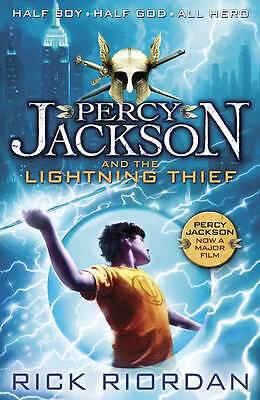 HALF BOY · HALF GOD · ALL HERO
PERCY
JACKSON
AND THE
LIGHTNING THIEF
PERCY
JACKSON
NOW A
MAJOR
FILM
RICK RIORDAN